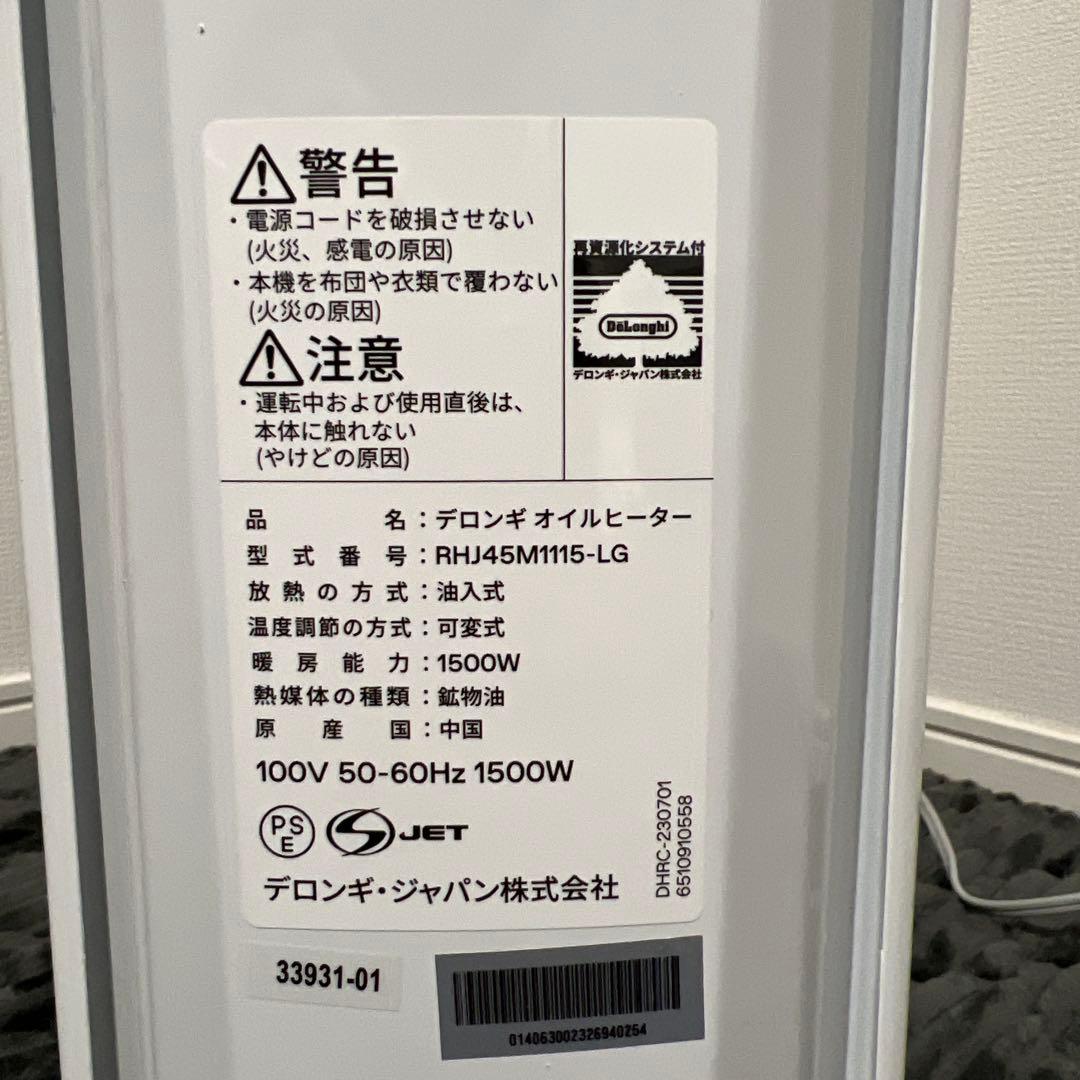 警告
・電源コードを破損させない
(火災、感電の原因)
・本機を布団や衣類で覆わない
(火災の原因)
注意
・運転中および使用直後は、
本体に触れない
(やけどの原因)
再資源化システム付
DeLonghi
デロンギ・ジャパン株式会社
品名：デロンギ オイルヒーター
型式番号：RHJ45M1115-LG
放熱の方式：油入式
温度調節の方式：可変式
暖房能力：1500W
熱媒体の種類：鉱物油
原産国：中国
100V 50-60Hz 1500W
PSE
JET
デロンギ・ジャパン株式会社
DHRC-230701
6510910558
33931-01
014063002326940254